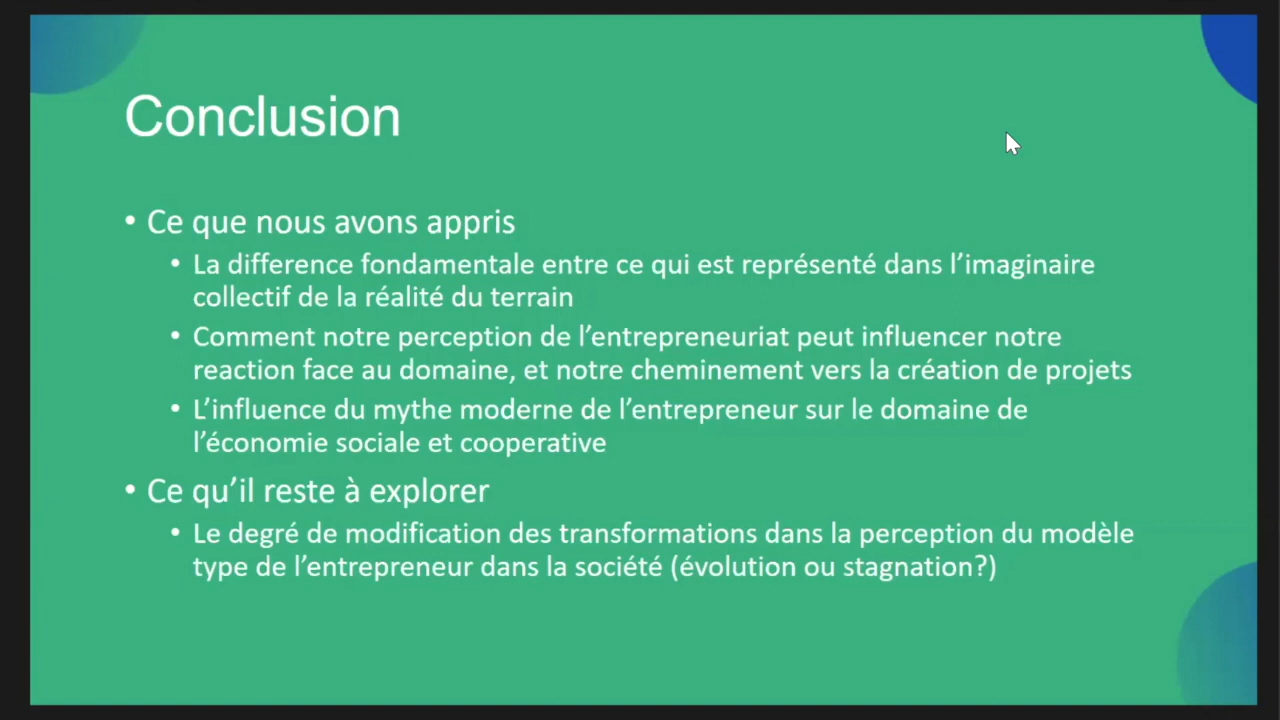 Conclusion
• Ce que nous avons appris
• La difference fondamentale entre ce qui est représenté dans l’imaginaire
collectif de la réalité du terrain
• Comment notre perception de l’entrepreneuriat peut influencer notre
reaction face au domaine, et notre cheminement vers la création de projets
• L’influence du mythe moderne de l’entrepreneur sur le domaine de
l’économie sociale et cooperative
• Ce qu’il reste à explorer
• Le degré de modification des transformations dans la perception du modèle
type de l’entrepreneur dans la société (évolution ou stagnation?)